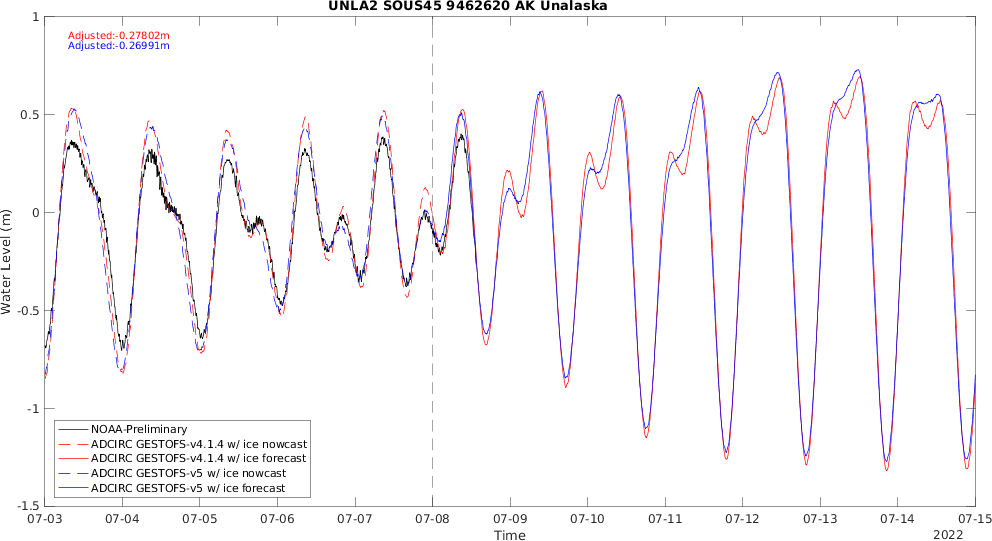 UNLA2 SOUS45 9462620 AK Unalaska
Adjusted:-0.27802m
Adjusted:-0.26991m
1
0.5
0
-0.5
-1
-1.5
Water Level (m)
NOAA-Preliminary
ADCIRC GESTOFS-v4.1.4 w/ ice nowcast
ADCIRC GESTOFS-v4.1.4 w/ ice forecast
ADCIRC GESTOFS-v5 w/ ice nowcast
ADCIRC GESTOFS-v5 w/ ice forecast
07-03 07-04 07-05 07-06 07-07 07-08 07-09 07-10 07-11 07-12 07-13 07-14 07-15
Time
2022